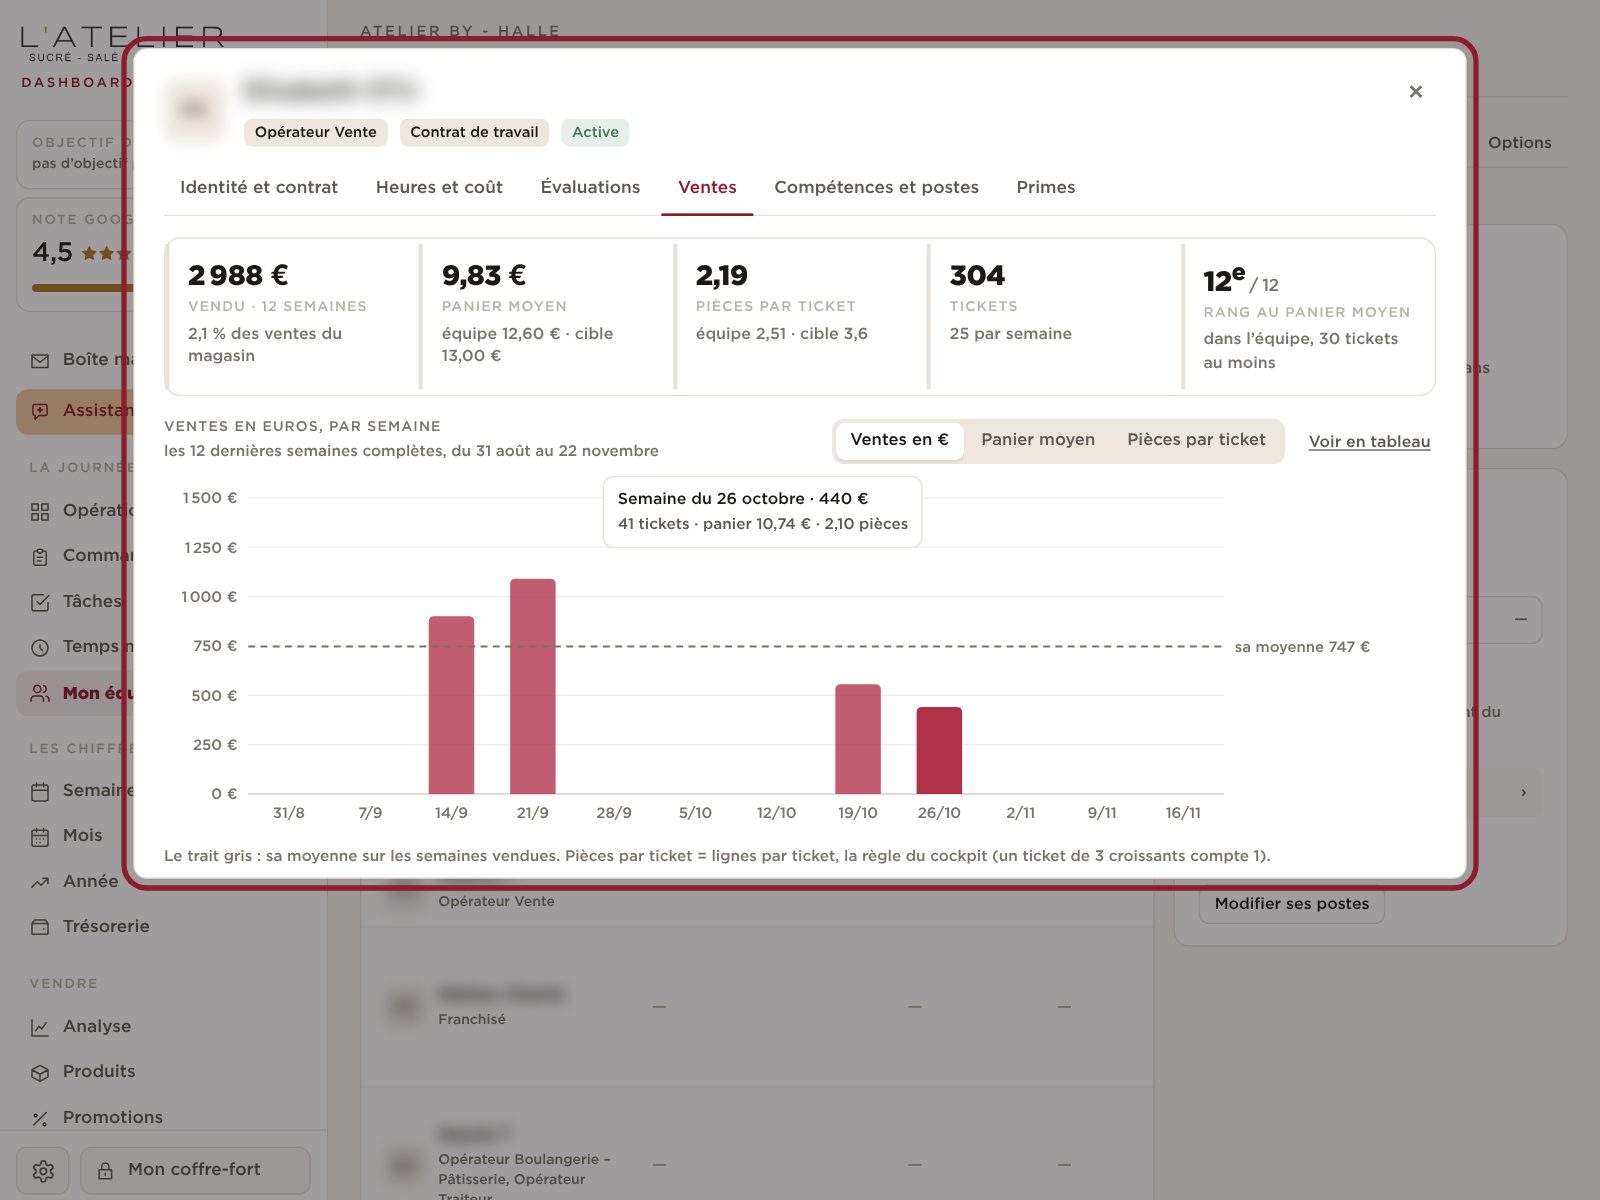 L'ATELIER
SUCRÉ - SALÉ
DASHBOARD
ATELIER BY - HALLE
OBJECTIF
pas d'objectif
NOTE GOOG
4,5
Boîte
Assistan
LA JOURNÉE
Opératio
Comman
Tâches
Temps
Mon équ
LES CHIFFRE
Semaine
Mois
Année
Trésorerie
VENDRE
Analyse
Produits
Promotions
Mon coffre-fort
Opérateur Vente
Contrat de travail
Active
×
Identité et contrat
Heures et coût
Évaluations
Ventes
Compétences et postes
Primes
2 988 €
VENDU · 12 SEMAINES
2,1 % des ventes du
magasin
9,83 €
PANIER MOYEN
équipe 12,60 € · cible
13,00 €
2,19
PIÈCES PAR TICKET
équipe 2,51 · cible 3,6
304
TICKETS
25 par semaine
12e / 12
RANG AU PANIER MOYEN
dans l'équipe, 30 tickets
au moins
VENTES EN EUROS, PAR SEMAINE
les 12 dernières semaines complètes, du 31 août au 22 novembre
Ventes en €
Panier moyen
Pièces par ticket
Voir en tableau
Semaine du 26 octobre · 440 €
41 tickets · panier 10,74 € · 2,10 pièces
1 500 €
1 250 €
1 000 €
750 €
500 €
250 €
0 €
sa moyenne 747 €
31/8
7/9
14/9
21/9
28/9
5/10
12/10
19/10
26/10
2/11
9/11
16/11
Le trait gris : sa moyenne sur les semaines vendues. Pièces par ticket = lignes par ticket, la règle du cockpit (un ticket de 3 croissants compte 1).
Options
du
›
Modifier ses postes
Opérateur Vente
— — —
Franchisé
— — —
Opérateur Boulangerie –
Pâtisserie, Opérateur
Traiteur